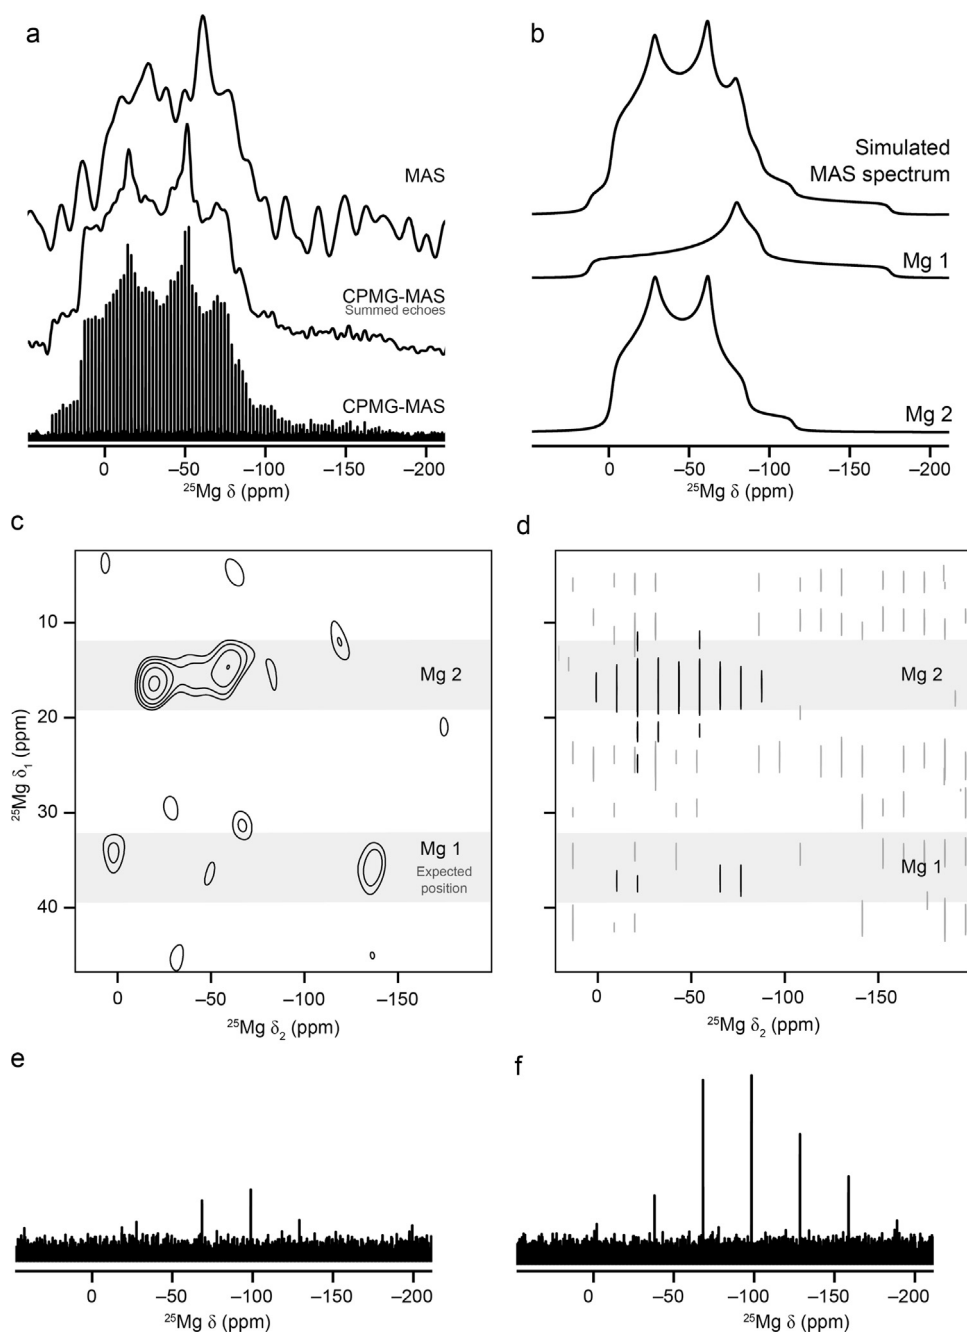 a
MAS
CPMG-MAS
Summed echoes
CPMG-MAS
0 –50 –100 –150 –200
²⁵Mg δ (ppm)
b
Simulated
MAS spectrum
Mg 1
Mg 2
0 –50 –100 –150 –200
²⁵Mg δ (ppm)
c
10
20
30
40
²⁵Mg δ₁ (ppm)
Mg 2
Mg 1
Expected
position
0 –50 –100 –150
²⁵Mg δ₂ (ppm)
d
Mg 2
Mg 1
0 –50 –100 –150
²⁵Mg δ₂ (ppm)
e
0 –50 –100 –150 –200
²⁵Mg δ (ppm)
f
0 –50 –100 –150 –200
²⁵Mg δ (ppm)